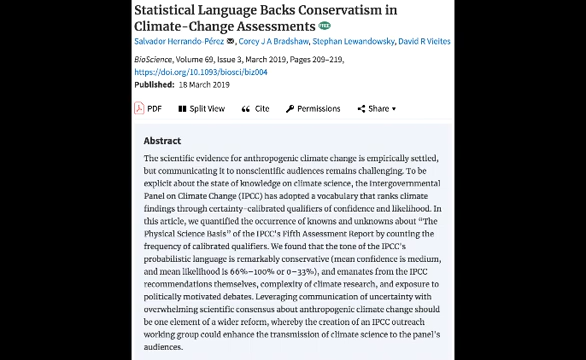 Statistical Language Backs Conservatism in
Climate-Change Assessments FREE
Salvador Herrando-Pérez, Corey J A Bradshaw, Stephan Lewandowsky, David R Vieites
BioScience, Volume 69, Issue 3, March 2019, Pages 209–219,
https://doi.org/10.1093/biosci/biz004
Published: 18 March 2019
PDF Split View Cite Permissions Share
Abstract
The scientific evidence for anthropogenic climate change is empirically settled,
but communicating it to nonscientific audiences remains challenging. To be
explicit about the state of knowledge on climate science, the Intergovernmental
Panel on Climate Change (IPCC) has adopted a vocabulary that ranks climate
findings through certainty-calibrated qualifiers of confidence and likelihood. In
this article, we quantified the occurrence of knowns and unknowns about “The
Physical Science Basis” of the IPCC's Fifth Assessment Report by counting the
frequency of calibrated qualifiers. We found that the tone of the IPCC's
probabilistic language is remarkably conservative (mean confidence is medium,
and mean likelihood is 66%–100% or 0–33%), and emanates from the IPCC
recommendations themselves, complexity of climate research, and exposure to
politically motivated debates. Leveraging communication of uncertainty with
overwhelming scientific consensus about anthropogenic climate change should
be one element of a wider reform, whereby the creation of an IPCC outreach
working group could enhance the transmission of climate science to the panel's
audiences.